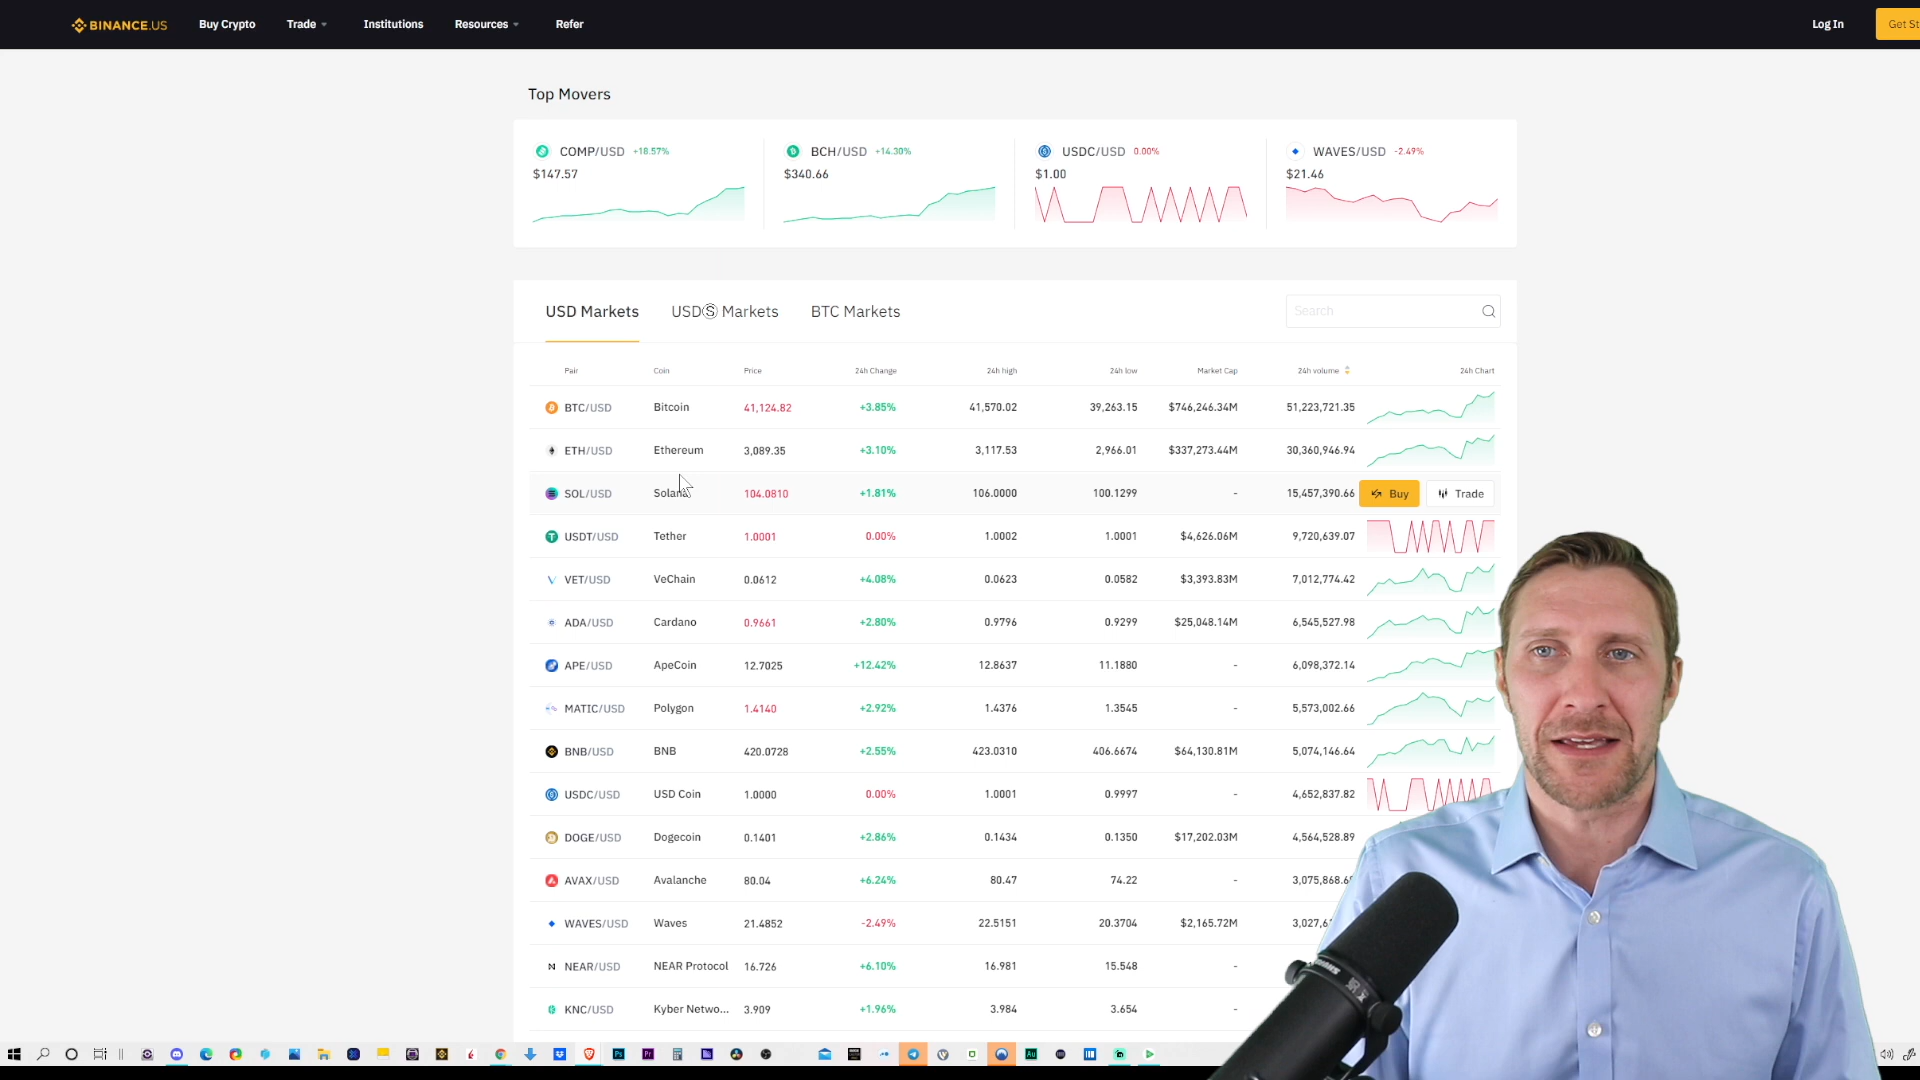 BINANCE.US Buy Crypto Trade Institutions Resources Refer Log In Get St
Top Movers
COMP/USD +18.57% BCH/USD +14.30% USDC/USD 0.00% WAVES/USD -2.49%
$147.57 $340.66 $1.00 $21.46
USD Markets USDⓈ Markets BTC Markets Search
Pair Coin Price 24h Change 24h high 24h low Market Cap 24h volume 24h Chart
BTC/USD Bitcoin 41,124.82 +3.85% 41,570.02 39,263.15 $746,246.34M 51,223,721.35
ETH/USD Ethereum 3,089.35 +3.10% 3,117.53 2,966.01 $337,273.44M 30,360,946.94
SOL/USD Solana 104.0810 +1.81% 106.0000 100.1299 - 15,457,390.66 Buy Trade
USDT/USD Tether 1.0001 0.00% 1.0002 1.0001 $4,626.06M 9,720,639.07
VET/USD VeChain 0.0612 +4.08% 0.0623 0.0582 $3,393.83M 7,012,774.42
ADA/USD Cardano 0.9661 +2.80% 0.9796 0.9299 $25,048.14M 6,545,527.98
APE/USD ApeCoin 12.7025 +12.42% 12.8637 11.1880 - 6,098,372.14
MATIC/USD Polygon 1.4140 +2.92% 1.4376 1.3545 - 5,573,002.66
BNB/USD BNB 420.0728 +2.55% 423.0310 406.6674 $64,130.81M 5,074,146.64
USDC/USD USD Coin 1.0000 0.00% 1.0001 0.9997 - 4,652,837.82
DOGE/USD Dogecoin 0.1401 +2.86% 0.1434 0.1350 $17,202.03M 4,564,528.89
AVAX/USD Avalanche 80.04 +6.24% 80.47 74.22 - 3,075,868.6
WAVES/USD Waves 21.4852 -2.49% 22.5151 20.3704 $2,165.72M 3,027,6
NEAR/USD NEAR Protocol 16.726 +6.10% 16.981 15.548 -
KNC/USD Kyber Netwo... 3.909 +1.96% 3.984 3.654 -